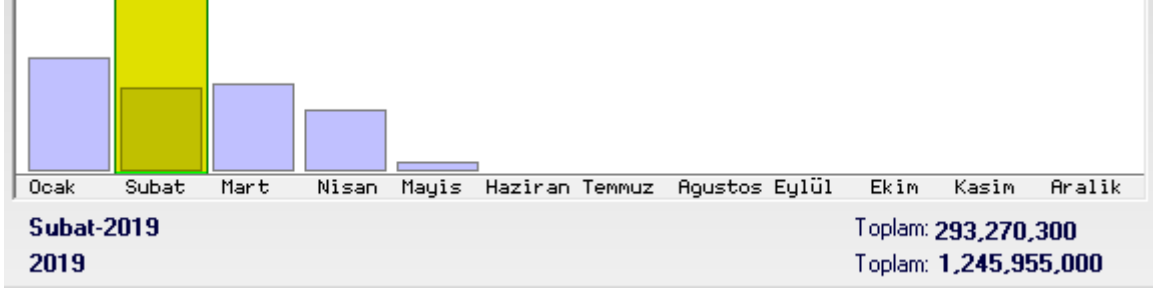 Ocak Subat Mart Nisan Mayis Haziran Temmuz Agustos Eylül Ekim Kasim Aralik
Subat-2019 Toplam: 293,270,300
2019 Toplam: 1,245,955,000